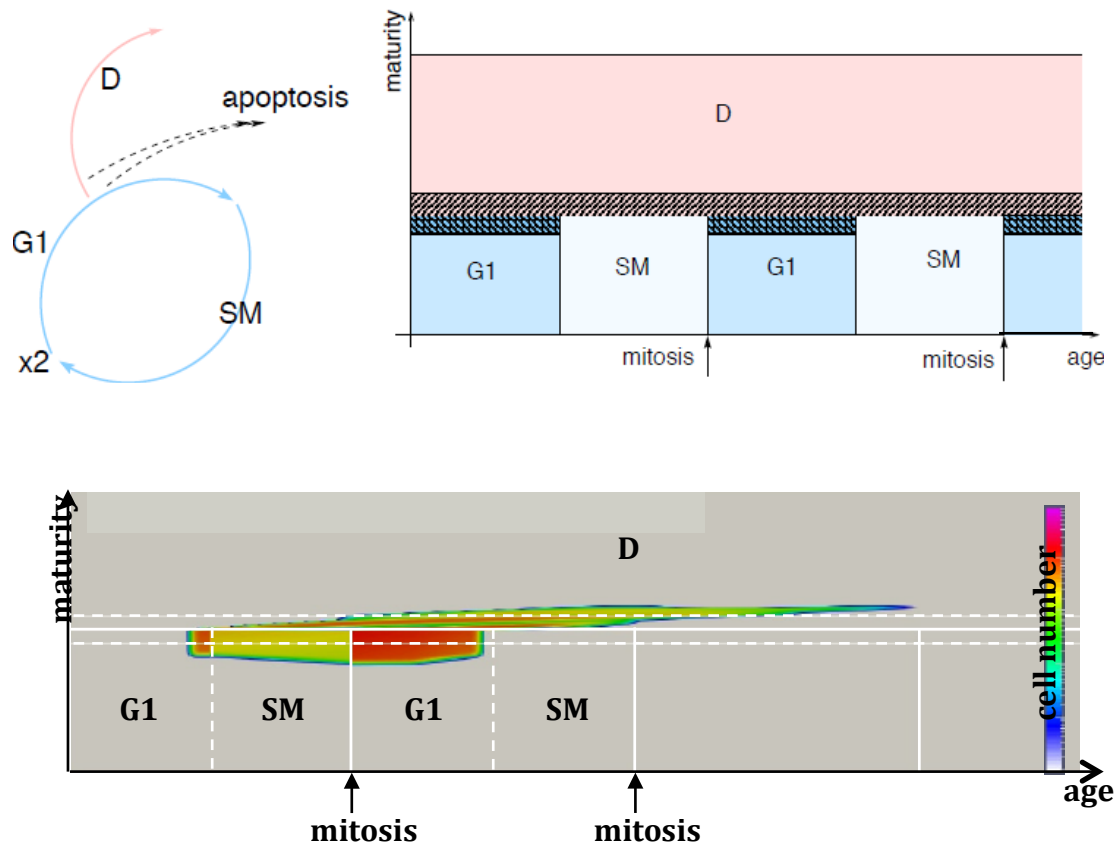 D
apoptosis
G1
SM
x2
maturity
D
G1
SM
G1
SM
mitosis
mitosis
age
maturity
D
cell number
G1
SM
G1
SM
age
mitosis
mitosis